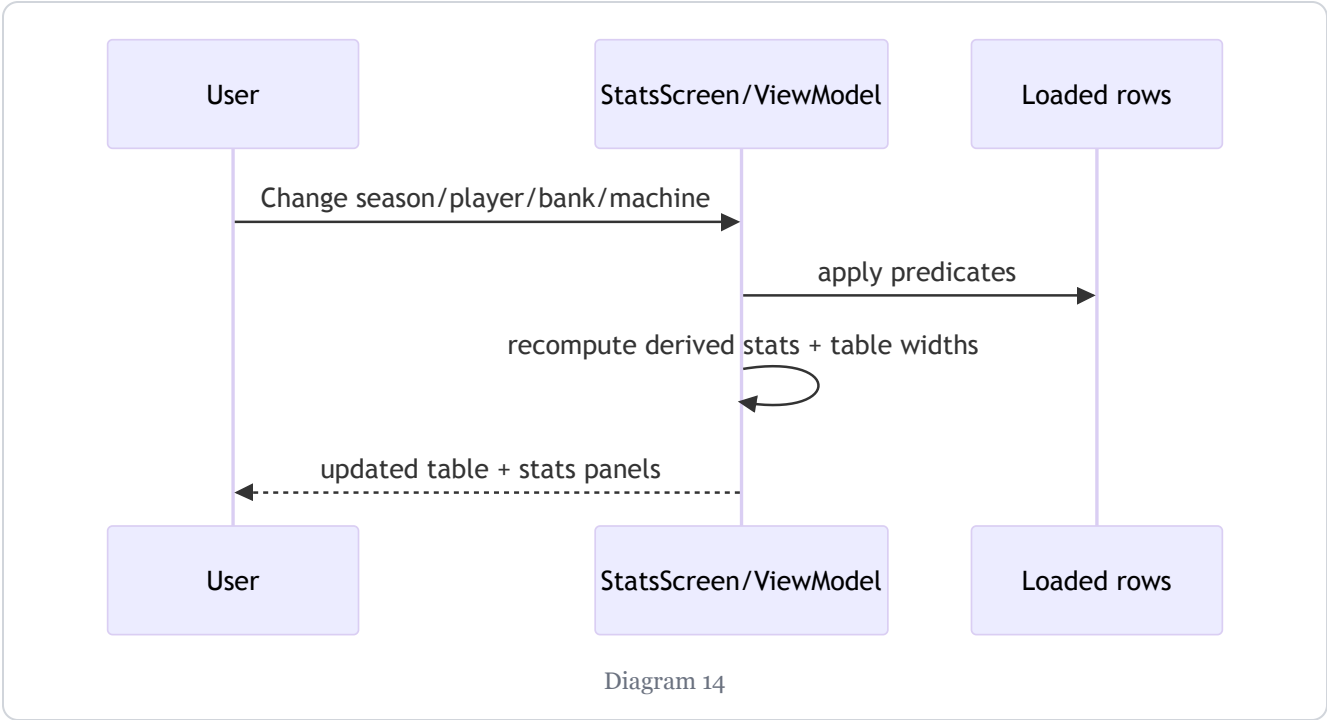 User
StatsScreen/ViewModel
Loaded rows
Change season/player/bank/machine
apply predicates
recompute derived stats + table widths
updated table + stats panels
User
StatsScreen/ViewModel
Loaded rows
Diagram 14